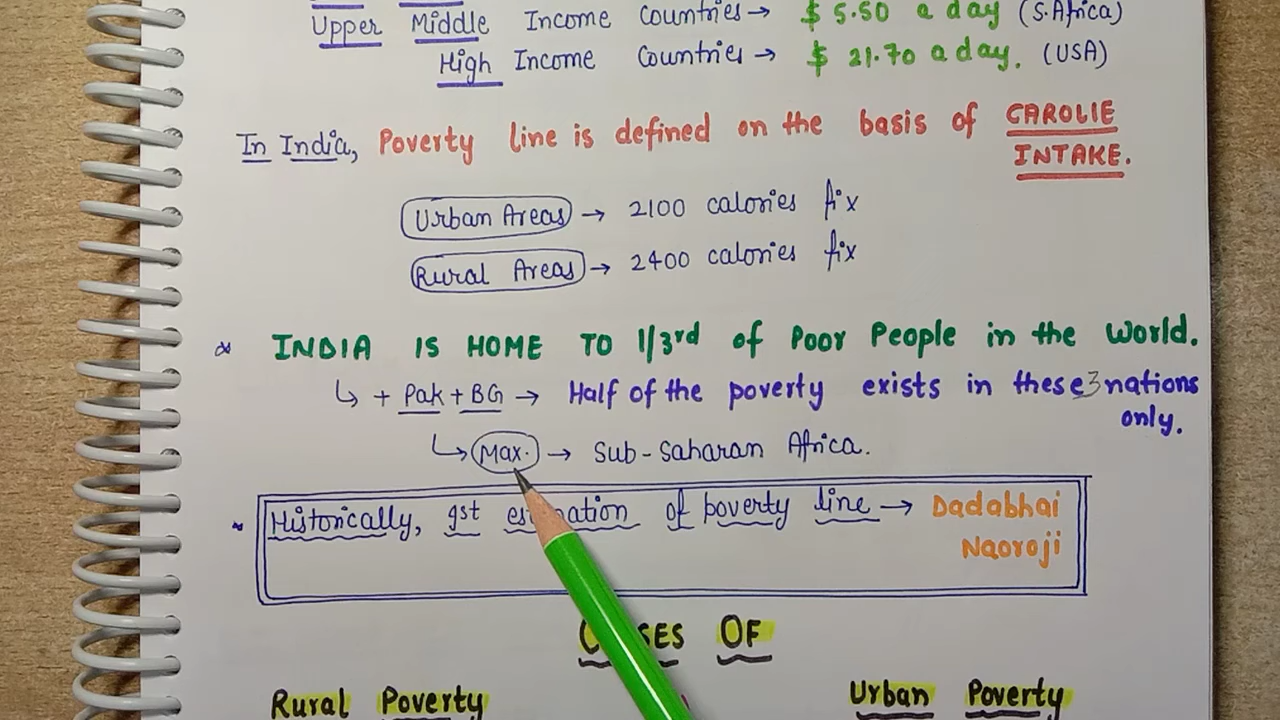 Upper Middle Income Countries → $ 5.50 a day (S.Africa)
High Income Countries → $ 21.70 a day. (USA)
In India, Poverty line is defined on the basis of CAROLIE
INTAKE.
Urban Areas → 2100 calories fix
Rural Areas → 2400 calories fix
INDIA IS HOME TO 1/3rd of Poor People in the World.
↳ + Pak + BG → Half of the poverty exists in these 3 nations
only.
↳ Max. → Sub-Saharan Africa.
Historically, 1st of poverty line → Dadabhai
Naoroji
OF
Rural Poverty Urban Poverty